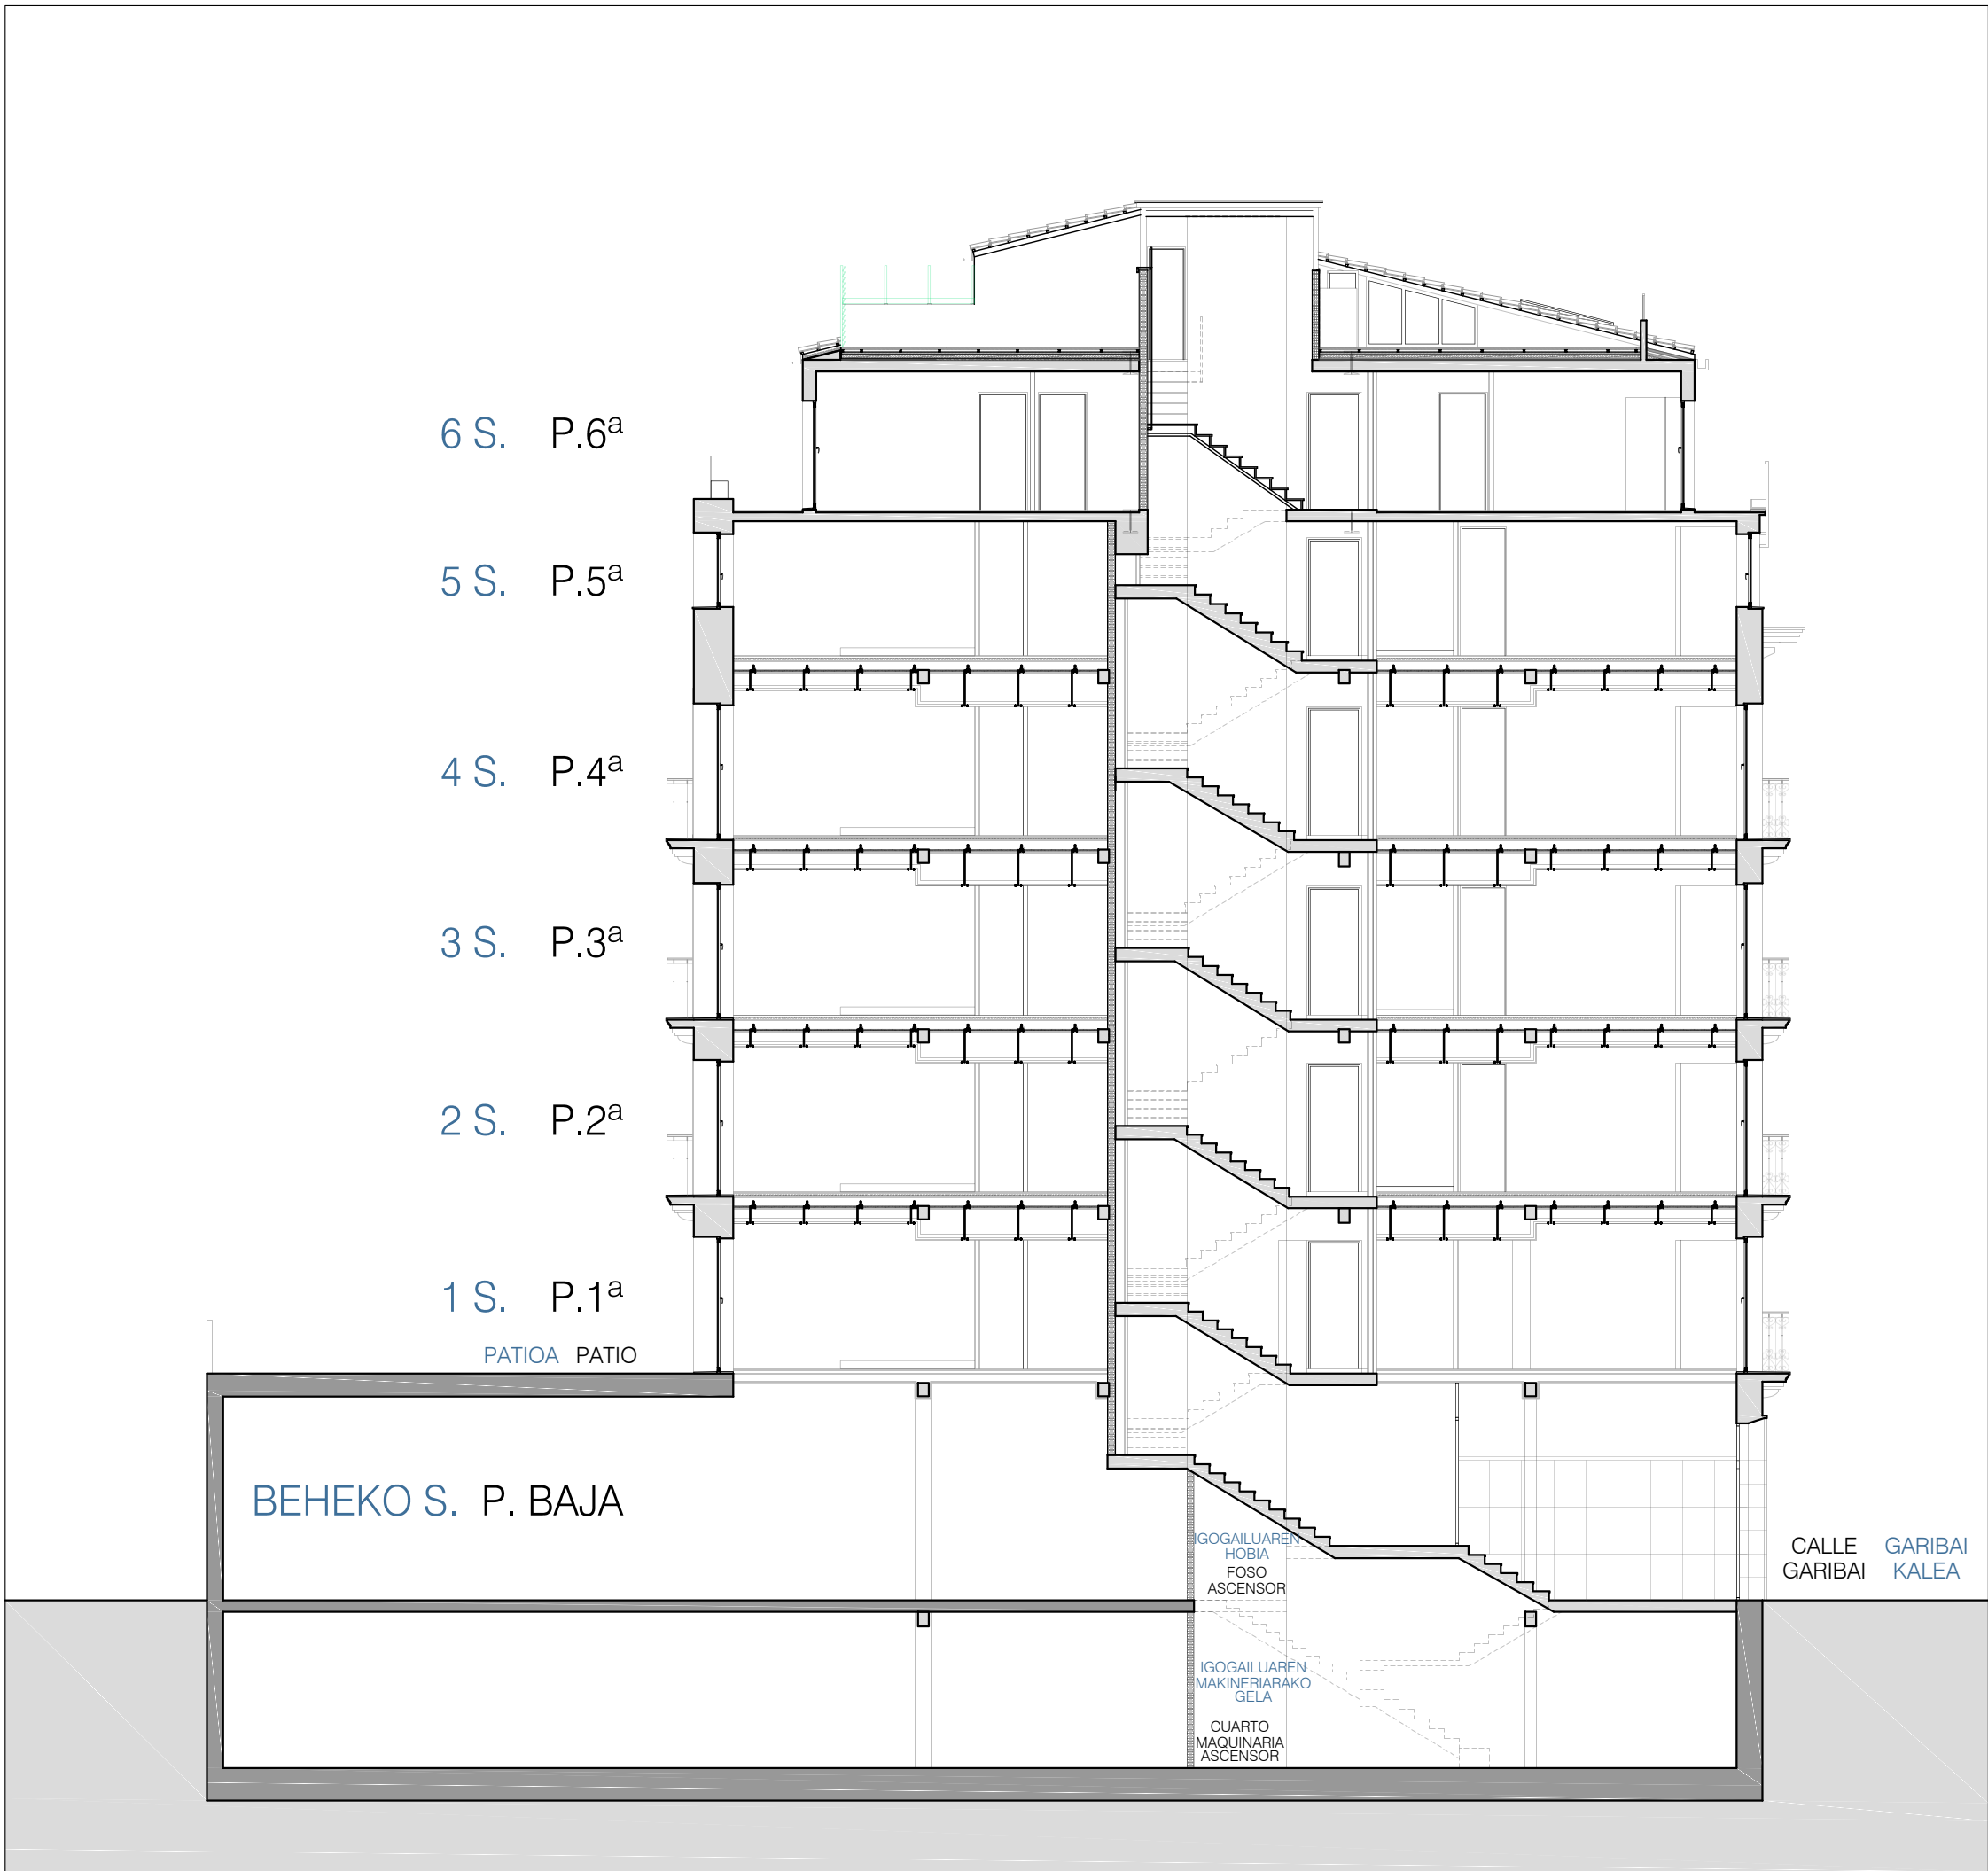 6 S. P.6ª
5 S. P.5ª
4 S. P.4ª
3 S. P.3ª
2 S. P.2ª
1 S. P.1ª
PATIOA PATIO
BEHEKO S. P. BAJA
IGOGAILUAREN
HOBIA
FOSO
ASCENSOR
CALLE
GARIBAI
GARIBAI
KALEA
IGOGAILUAREN
MAKINERIARAKO
GELA
CUARTO
MAQUINARIA
ASCENSOR